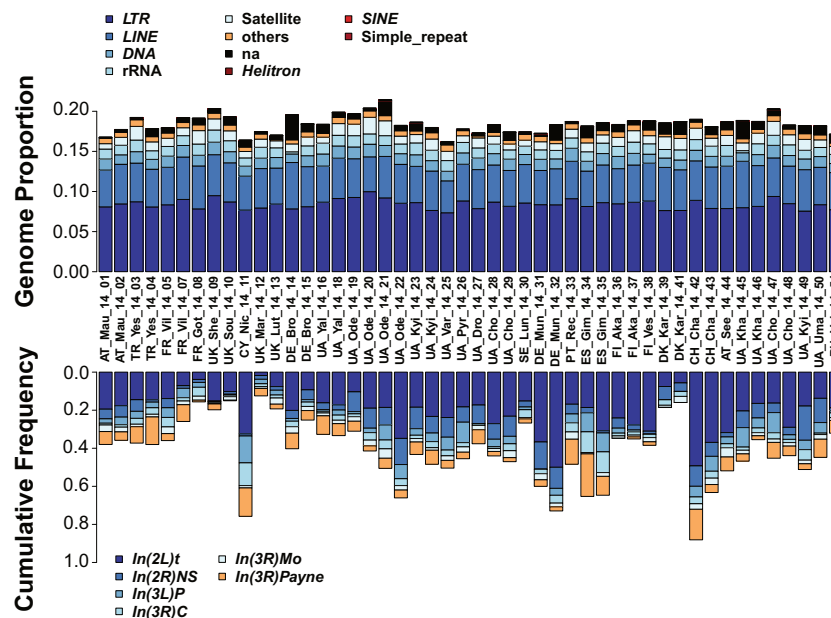 LTR
LINE
DNA
rRNA
Satellite
others
na
Helitron
SINE
Simple_repeat
Genome Proportion
0.20
0.15
0.10
0.05
0.00
AT_Mau_14_01
AT_Mau_14_02
TR_Yes_14_03
TR_Yes_14_04
FR_Vil_14_05
FR_Vil_14_07
FR_Got_14_08
UK_She_14_09
UK_Sou_14_10
CY_Nic_14_11
UK_Mar_14_12
UK_Lut_14_13
DE_Bro_14_14
DE_Bro_14_15
UA_Yal_14_16
UA_Yal_14_18
UA_Ode_14_19
UA_Ode_14_20
UA_Ode_14_21
UA_Ode_14_22
UA_Kyi_14_23
UA_Kyi_14_24
UA_Var_14_25
UA_Pyr_14_26
UA_Dro_14_27
UA_Cho_14_28
UA_Cho_14_29
SE_Lun_14_30
DE_Mun_14_31
DE_Mun_14_32
PT_Rec_14_33
ES_Gim_14_34
ES_Gim_14_35
FI_Aka_14_36
FI_Aka_14_37
FI_Ves_14_38
DK_Kar_14_39
DK_Kar_14_41
CH_Cha_14_42
CH_Cha_14_43
AT_See_14_44
UA_Kha_14_45
UA_Kha_14_46
UA_Cho_14_47
UA_Cho_14_48
UA_Kyi_14_49
UA_Uma_14_50
Cumulative Frequency
0.0
0.2
0.4
0.6
0.8
1.0
In(2L)t
In(2R)NS
In(3L)P
In(3R)C
In(3R)Mo
In(3R)Payne